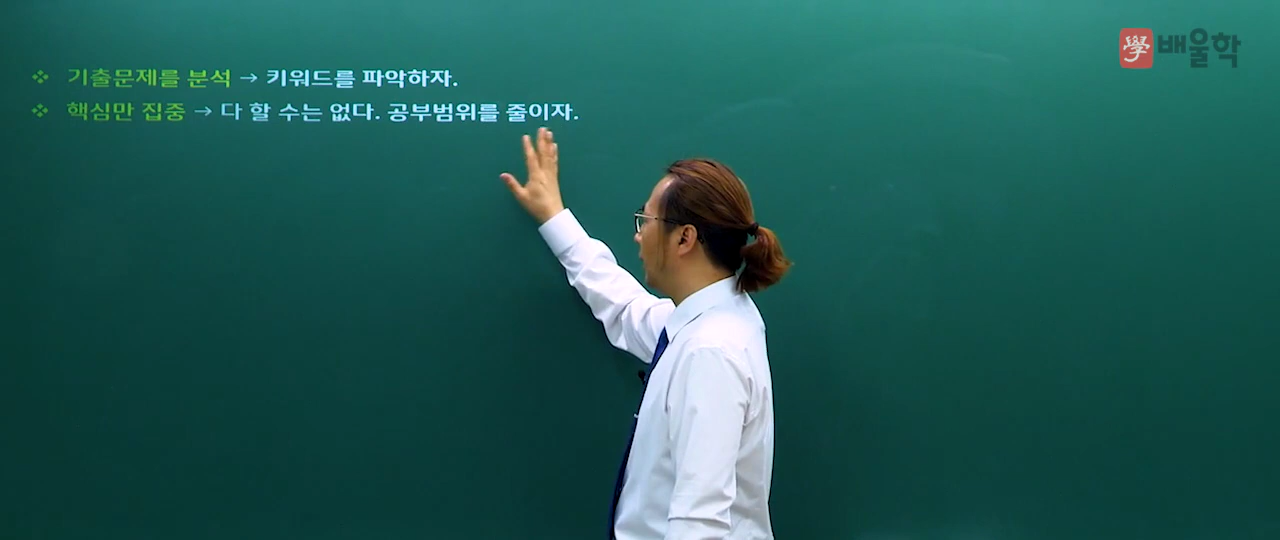 學 배울학
❖ 기출문제를 분석 → 키워드를 파악하자.
❖ 핵심만 집중 → 다 할 수는 없다. 공부범위를 줄이자.